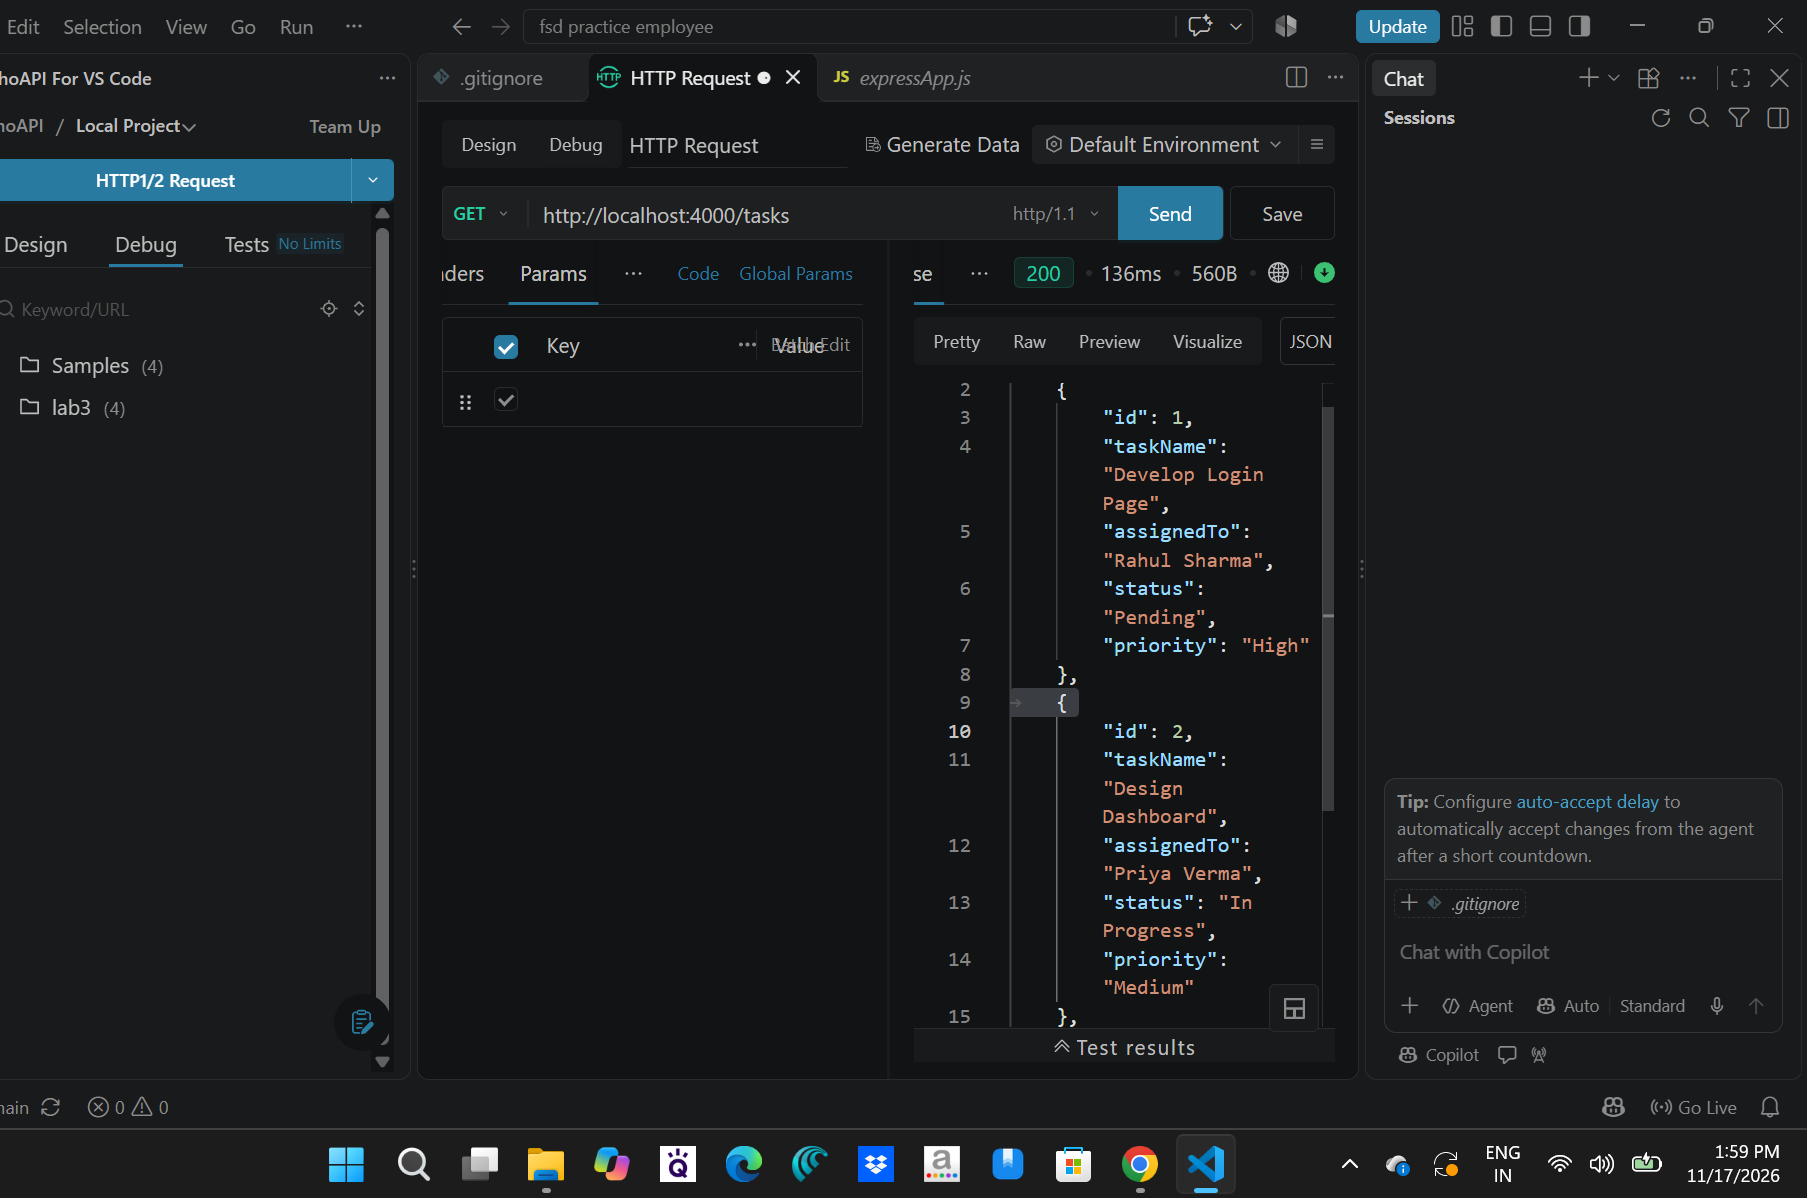 Edit Selection View Go Run ...
fsd practice employee
Update
hoAPI For VS Code ...
oAPI / Local Project Team Up
HTTP1/2 Request
Design Debug Tests No Limits
Keyword/URL
Samples (4)
lab3 (4)
.gitignore
HTTP Request
JS expressApp.js
Design Debug HTTP Request Generate Data Default Environment
GET http://localhost:4000/tasks http/1.1 Send Save
ders Params ... Code Global Params
Key ... Value Batch Edit
se ... 200 136ms 560B
Pretty Raw Preview Visualize JSON
2 {
3 "id": 1,
4 "taskName":
"Develop Login
Page",
5 "assignedTo":
"Rahul Sharma",
6 "status":
"Pending",
7 "priority": "High"
8 },
9 {
10 "id": 2,
11 "taskName":
"Design
Dashboard",
12 "assignedTo":
"Priya Verma",
13 "status": "In
Progress",
14 "priority":
"Medium"
15 },
Test results
Chat
Sessions
Tip: Configure auto-accept delay to
automatically accept changes from the agent
after a short countdown.
.gitignore
Chat with Copilot
Agent Auto Standard
Copilot
ain 0 0
Go Live
ENG
IN
1:59 PM
11/17/2026